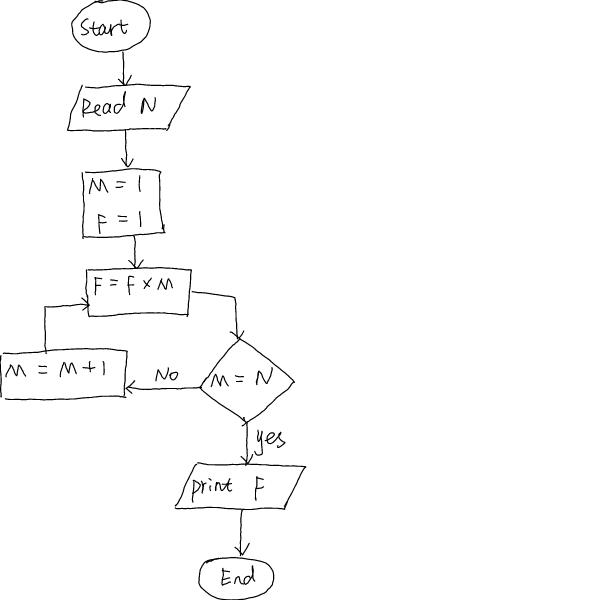 Start
Read N
M = 1
F = 1
F = F × M
M = M + 1
No
M = N
yes
print F
End